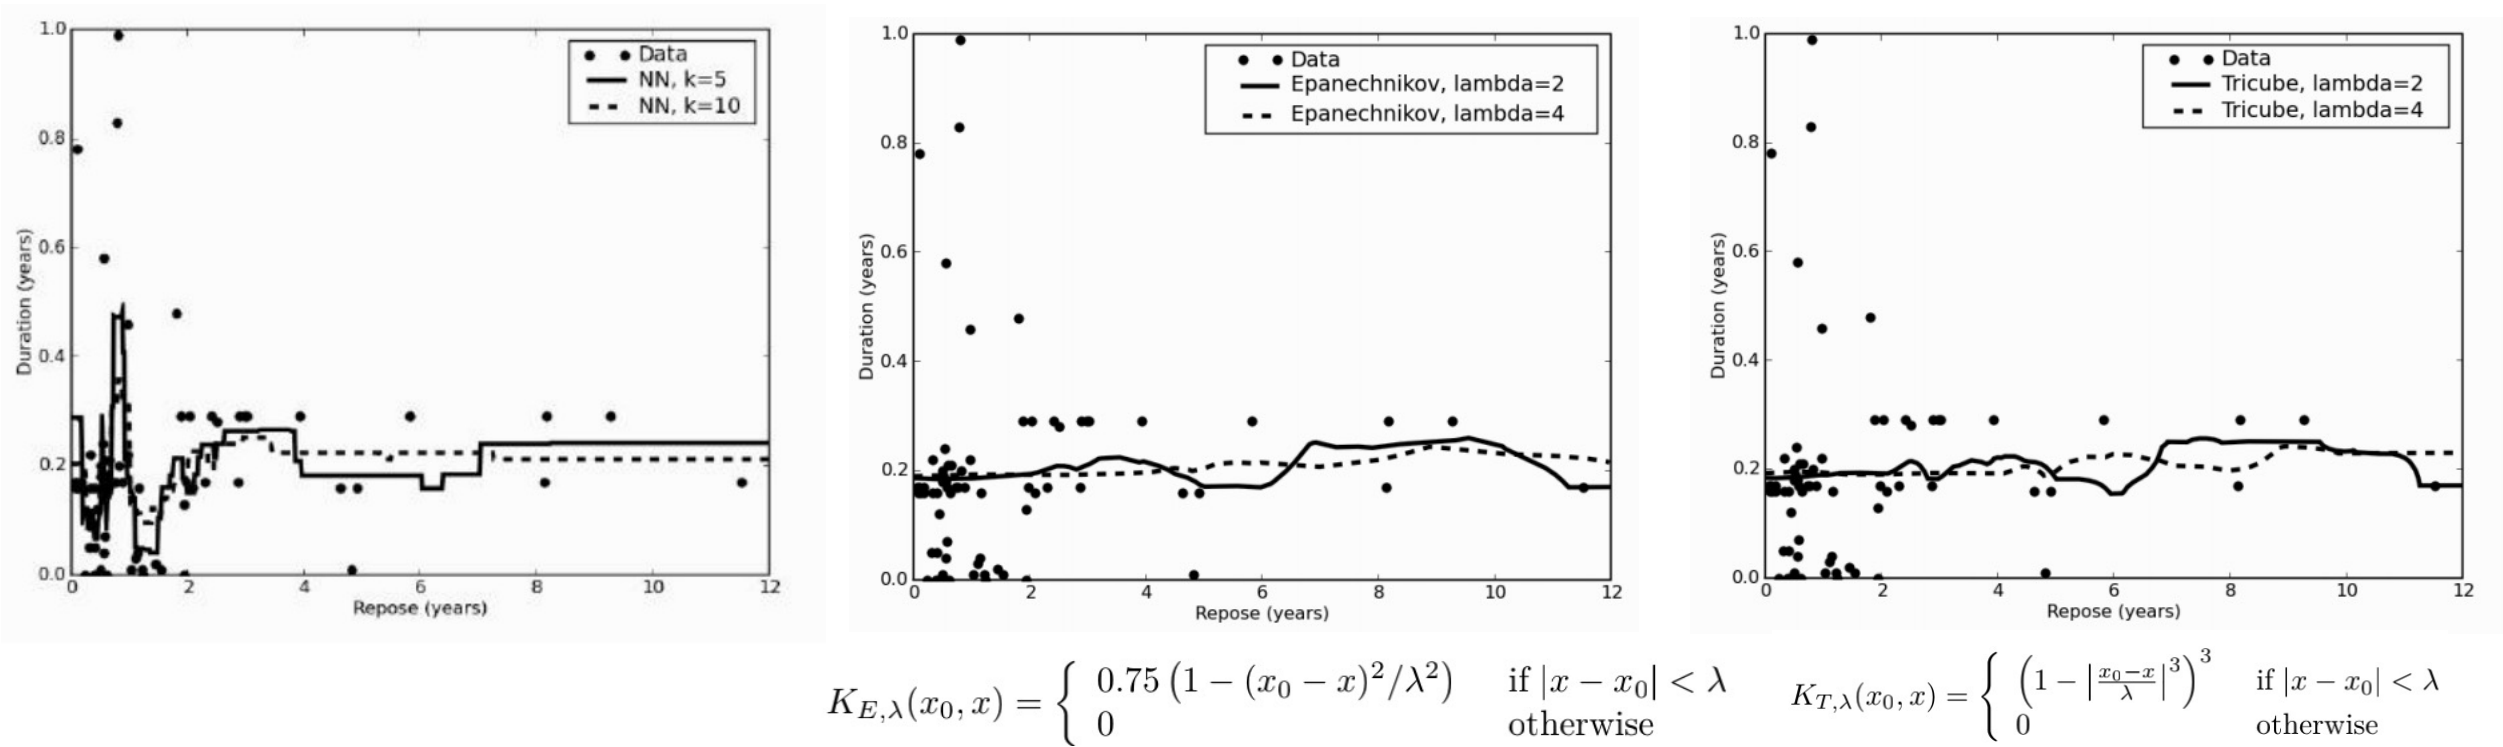 1.0
0.8
0.6
0.4
0.2
0.0
0 2 4 6 8 10 12
Duration (years)
Repose (years)
Data
NN, k=5
NN, k=10
1.0
0.8
0.6
0.4
0.2
0.0
0 2 4 6 8 10 12
Duration (years)
Repose (years)
Data
Epanechnikov, lambda=2
Epanechnikov, lambda=4
1.0
0.8
0.6
0.4
0.2
0.0
0 2 4 6 8 10 12
Duration (years)
Repose (years)
Data
Tricube, lambda=2
Tricube, lambda=4
K_{E,λ}(x_0, x) = { 0.75 (1 − (x_0 − x)^2/λ^2) if |x − x_0| < λ
0 otherwise
K_{T,λ}(x_0, x) = { (1 − |(x_0−x)/λ|^3)^3 if |x − x_0| < λ
0 otherwise